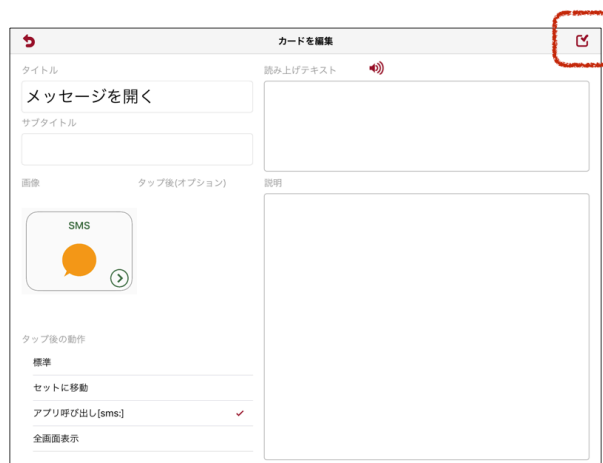 カードを編集
タイトル
メッセージを開く
サブタイトル
画像 タップ後(オプション)
SMS
タップ後の動作
標準
セットに移動
アプリ呼び出し[sms:]
全画面表示
読み上げテキスト
説明